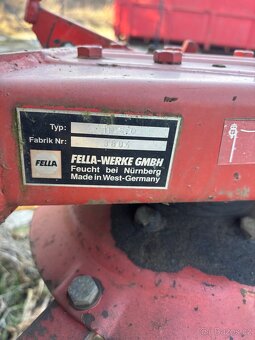 Typ:
Fabrik Nr:
FELLA
FELLA-WERKE GMBH
Feucht bei Nürnberg
Made in West-Germany